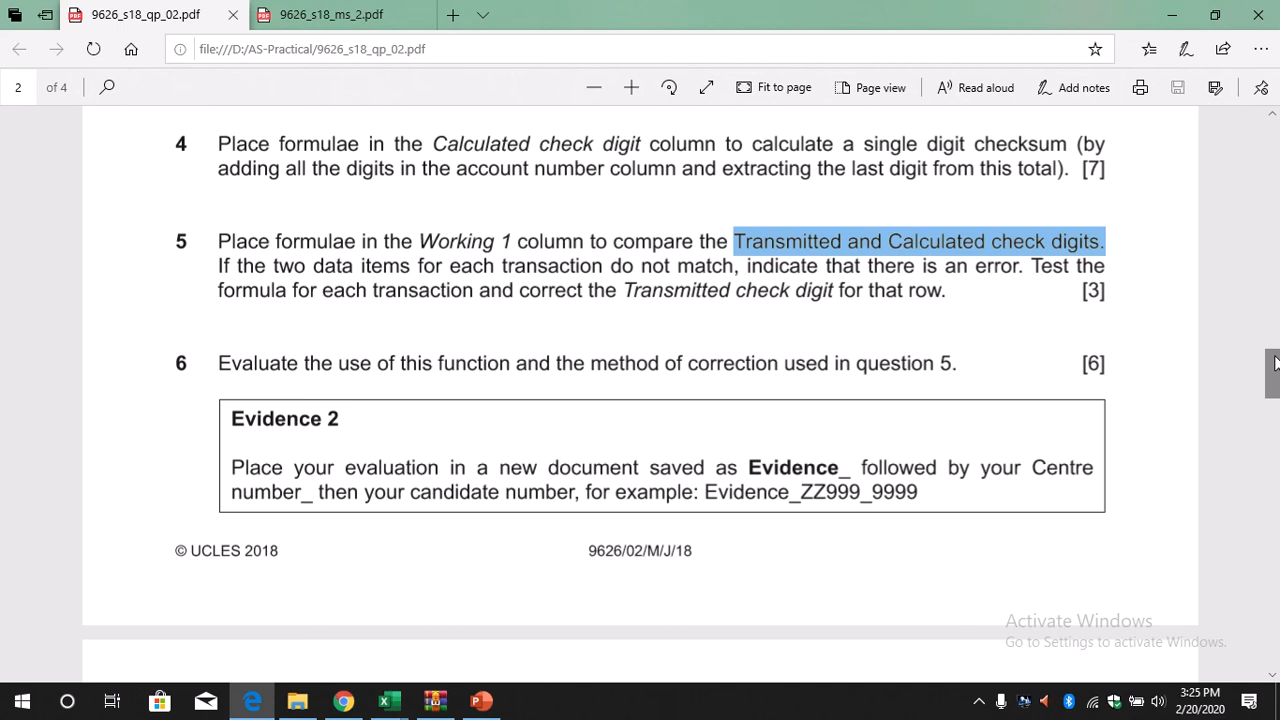 9626_s18_qp_02.pdf
9626_s18_ms_2.pdf
file:///D:/AS-Practical/9626_s18_qp_02.pdf
2 of 4
Fit to page
Page view
Read aloud
Add notes
4 Place formulae in the Calculated check digit column to calculate a single digit checksum (by
adding all the digits in the account number column and extracting the last digit from this total). [7]
5 Place formulae in the Working 1 column to compare the Transmitted and Calculated check digits.
If the two data items for each transaction do not match, indicate that there is an error. Test the
formula for each transaction and correct the Transmitted check digit for that row. [3]
6 Evaluate the use of this function and the method of correction used in question 5. [6]
Evidence 2
Place your evaluation in a new document saved as Evidence_ followed by your Centre
number_ then your candidate number, for example: Evidence_ZZ999_9999
© UCLES 2018 9626/02/M/J/18
Activate Windows
Go to Settings to activate Windows.
3:25 PM
2/20/2020